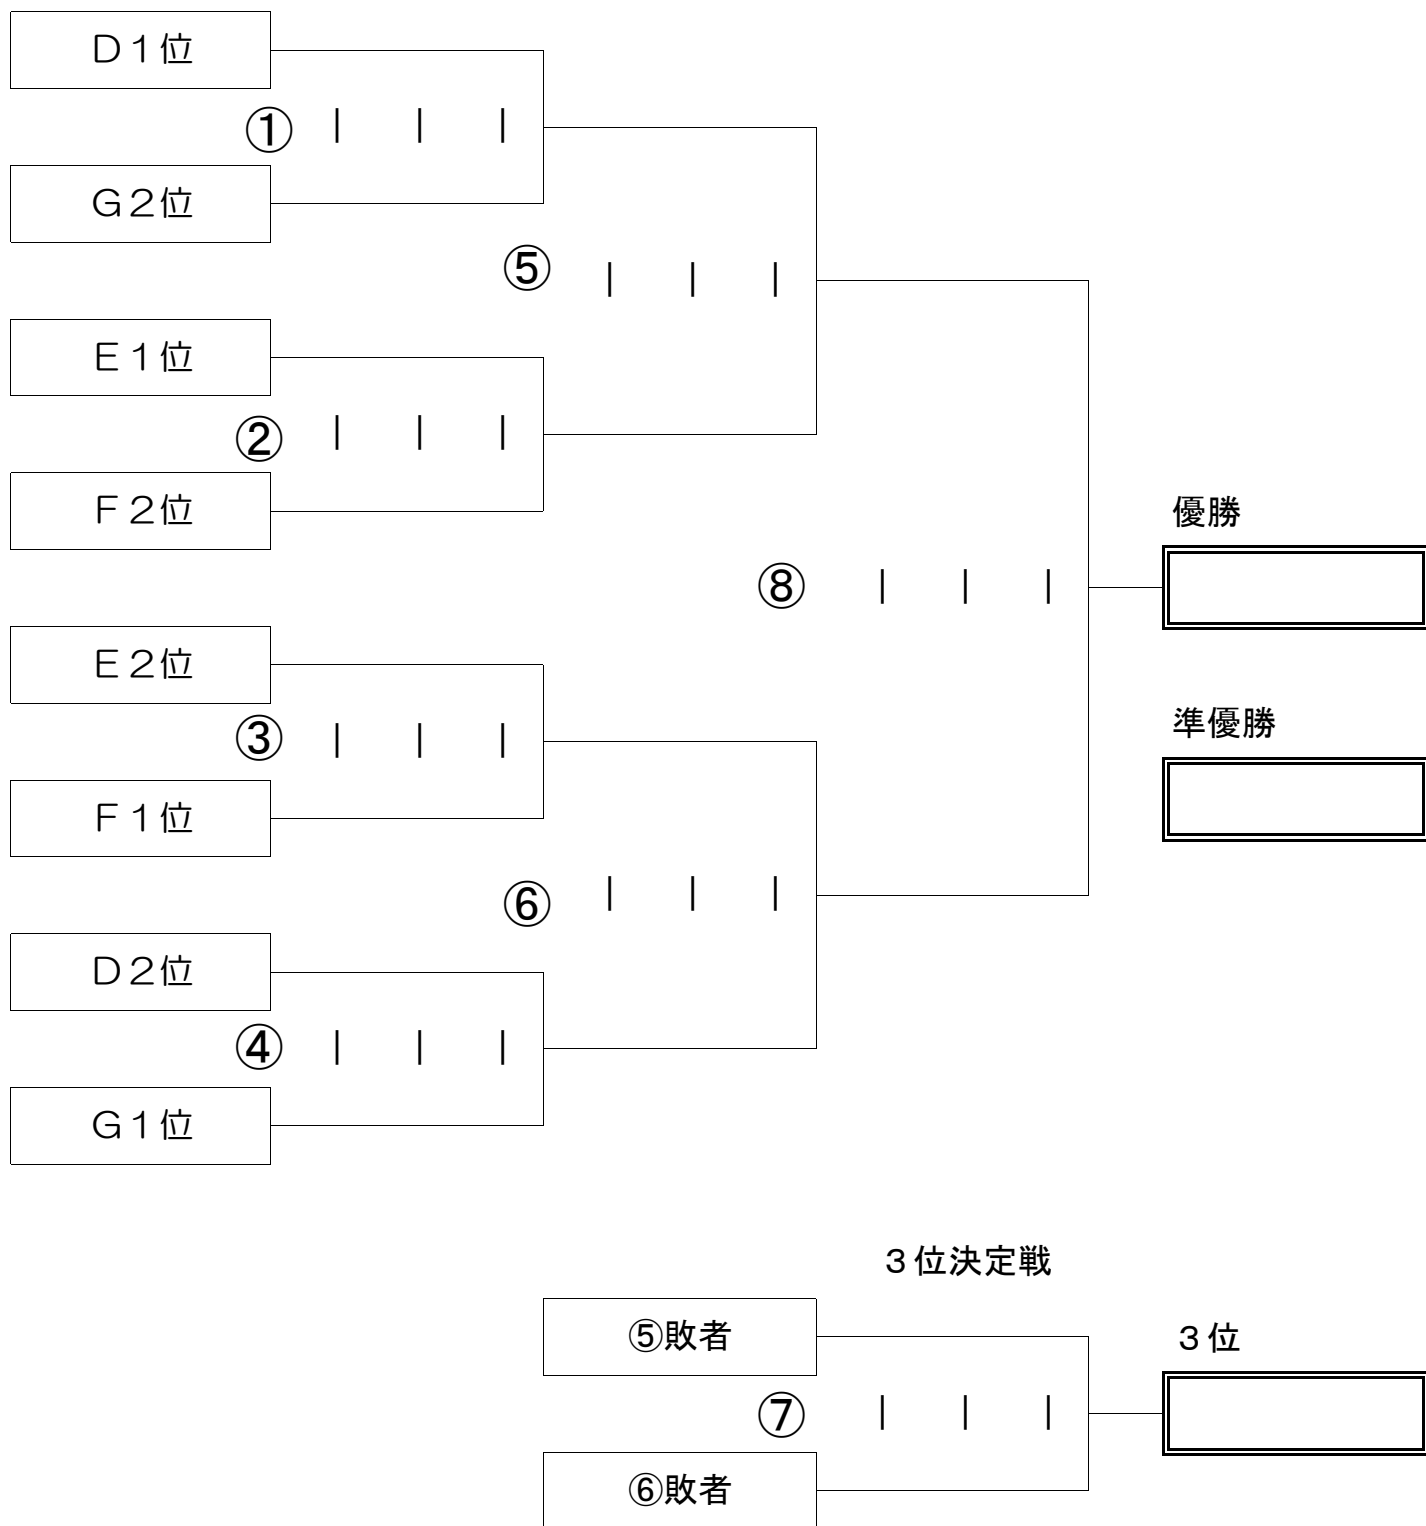 Ｄ１位
①
Ｇ２位
⑤
Ｅ１位
②
Ｆ２位
優勝
⑧
Ｅ２位
準優勝
③
Ｆ１位
⑥
Ｄ２位
④
Ｇ１位
３位決定戦
⑤敗者
３位
⑦
⑥敗者